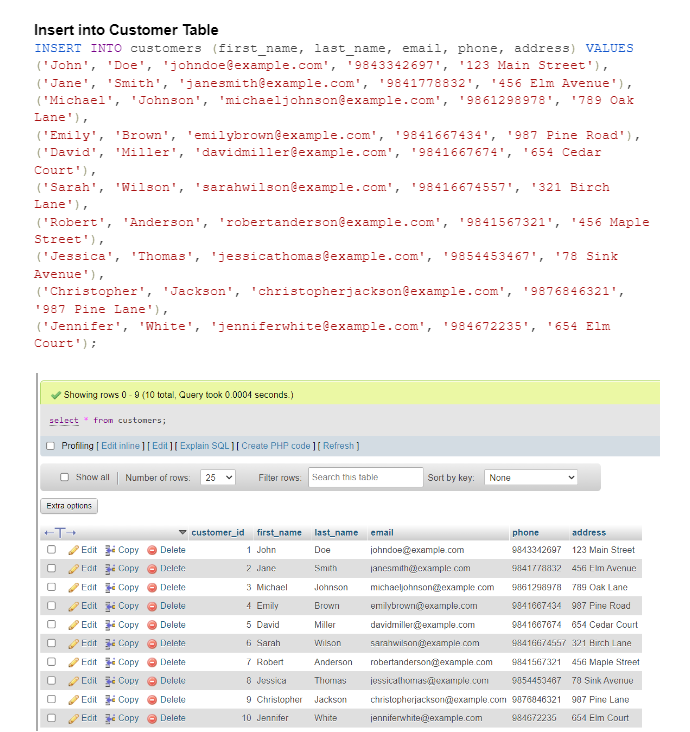 Insert into Customer Table
INSERT INTO customers (first_name, last_name, email, phone, address) VALUES
('John', 'Doe', 'johndoe@example.com', '9843342697', '123 Main Street'),
('Jane', 'Smith', 'janesmith@example.com', '9841778832', '456 Elm Avenue'),
('Michael', 'Johnson', 'michaeljohnson@example.com', '9861298978', '789 Oak
Lane'),
('Emily', 'Brown', 'emilybrown@example.com', '9841667434', '987 Pine Road'),
('David', 'Miller', 'davidmiller@example.com', '9841667674', '654 Cedar
Court'),
('Sarah', 'Wilson', 'sarahwilson@example.com', '98416674557', '321 Birch
Lane'),
('Robert', 'Anderson', 'robertanderson@example.com', '9841567321', '456 Maple
Street'),
('Jessica', 'Thomas', 'jessicathomas@example.com', '9854453467', '78 Sink
Avenue'),
('Christopher', 'Jackson', 'christopherjackson@example.com', '9876846321',
'987 Pine Lane'),
('Jennifer', 'White', 'jenniferwhite@example.com', '984672235', '654 Elm
Court');
Showing rows 0 - 9 (10 total, Query took 0.0004 seconds.)
select * from customers;
Profiling [ Edit inline ] [ Edit ] [ Explain SQL ] [ Create PHP code ] [ Refresh ]
Show all | Number of rows: 25 Filter rows: Search this table Sort by key: None
Extra options
←T→ customer_id first_name last_name email phone address
Edit Copy Delete 1 John Doe johndoe@example.com 9843342697 123 Main Street
Edit Copy Delete 2 Jane Smith janesmith@example.com 9841778832 456 Elm Avenue
Edit Copy Delete 3 Michael Johnson michaeljohnson@example.com 9861298978 789 Oak Lane
Edit Copy Delete 4 Emily Brown emilybrown@example.com 9841667434 987 Pine Road
Edit Copy Delete 5 David Miller davidmiller@example.com 9841667674 654 Cedar Court
Edit Copy Delete 6 Sarah Wilson sarahwilson@example.com 98416674557 321 Birch Lane
Edit Copy Delete 7 Robert Anderson robertanderson@example.com 9841567321 456 Maple Street
Edit Copy Delete 8 Jessica Thomas jessicathomas@example.com 9854453467 78 Sink Avenue
Edit Copy Delete 9 Christopher Jackson christopherjackson@example.com 9876846321 987 Pine Lane
Edit Copy Delete 10 Jennifer White jenniferwhite@example.com 984672235 654 Elm Court